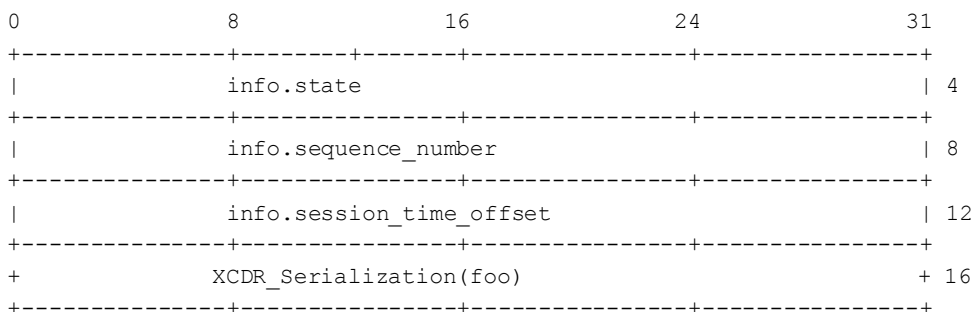 0               8               16              24              31
+---------------+--------+-------+----------------+---------------+
|               info.state                                        | 4
+---------------+----------------+----------------+---------------+
|               info.sequence_number                              | 8
+---------------+----------------+----------------+---------------+
|               info.session_time_offset                          | 12
+---------------+----------------+----------------+---------------+
+              XCDR_Serialization(foo)                            + 16
+---------------+----------------+----------------+---------------+